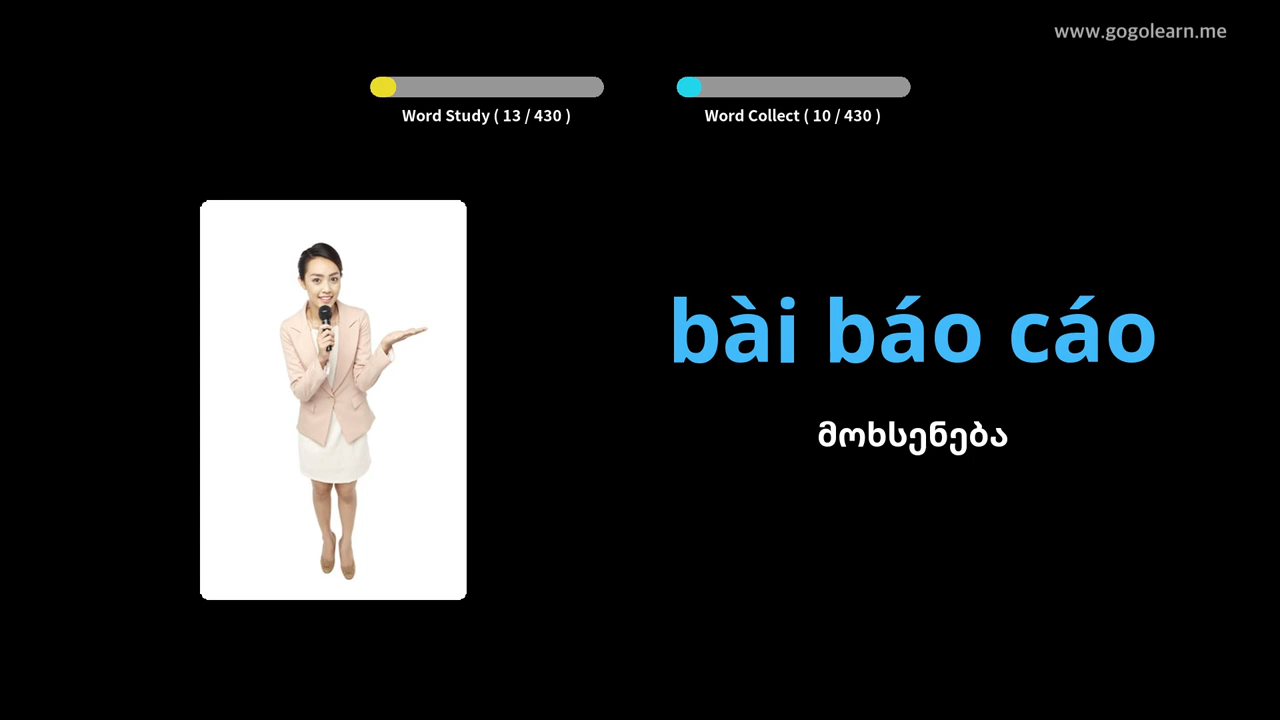 www.gogolearn.me
Word Study ( 13 / 430 )
Word Collect ( 10 / 430 )
bài báo cáo
მოხსენება